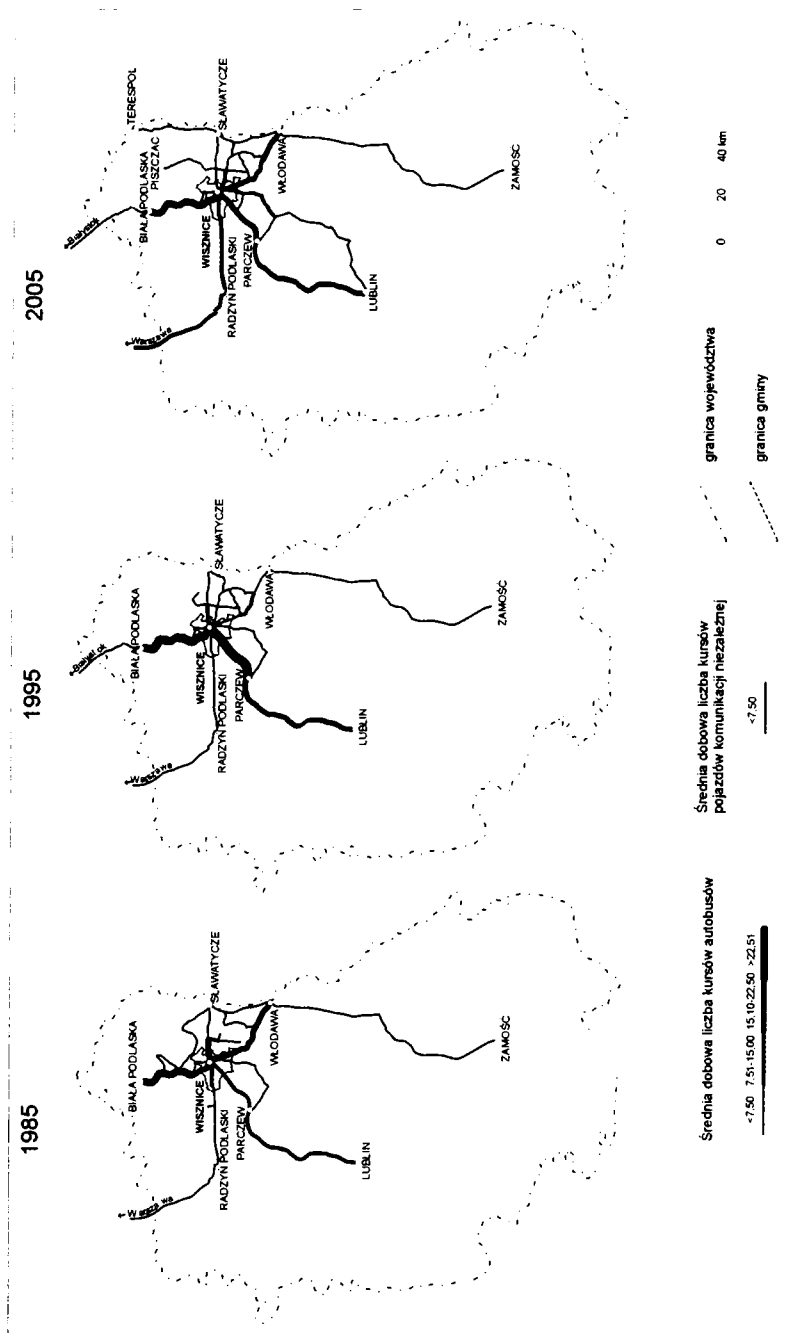 1985
BIAŁA PODLASKA
SŁAWATYCZE
WISZNICE
RADZYŃ PODLASKI
PARCZEW
WŁODAWA
LUBLIN
ZAMOŚĆ
1995
Białystok
Warszawa
BIAŁA PODLASKA
SŁAWATYCZE
WISZNICE
RADZYŃ PODLASKI
PARCZEW
WŁODAWA
LUBLIN
ZAMOŚĆ
2005
Białystok
Warszawa
TERESPOL
BIAŁA PODLASKA
PISZCZAC
SŁAWATYCZE
WISZNICE
RADZYŃ PODLASKI
PARCZEW
WŁODAWA
LUBLIN
ZAMOŚĆ
Średnia dobowa liczba kursów autobusów
<7.50 7.51-15.00 15.10-22.50 >22.51
Średnia dobowa liczba kursów
pojazdów komunikacji niezależnej
<7.50
granica województwa
granica gminy
0 20 40 km